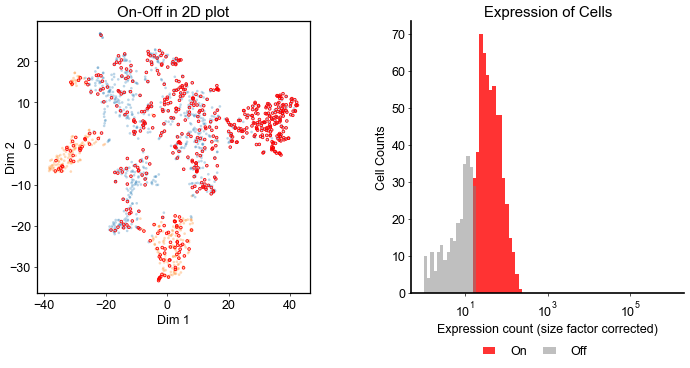 On-Off in 2D plot
Dim 2
20
10
0
−10
−20
−30
−40
−20
0
20
40
Dim 1
Expression of Cells
Cell Counts
70
60
50
40
30
20
10
0
10^1
10^3
10^5
Expression count (size factor corrected)
On
Off